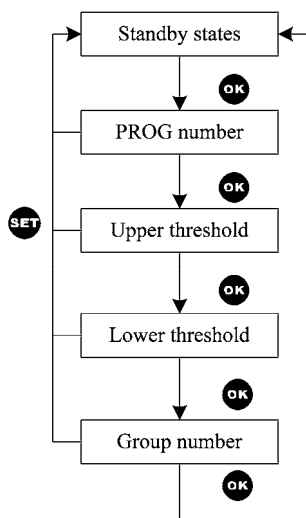 Standby states
OK
PROG number
OK
SET
Upper threshold
OK
Lower threshold
OK
Group number
OK